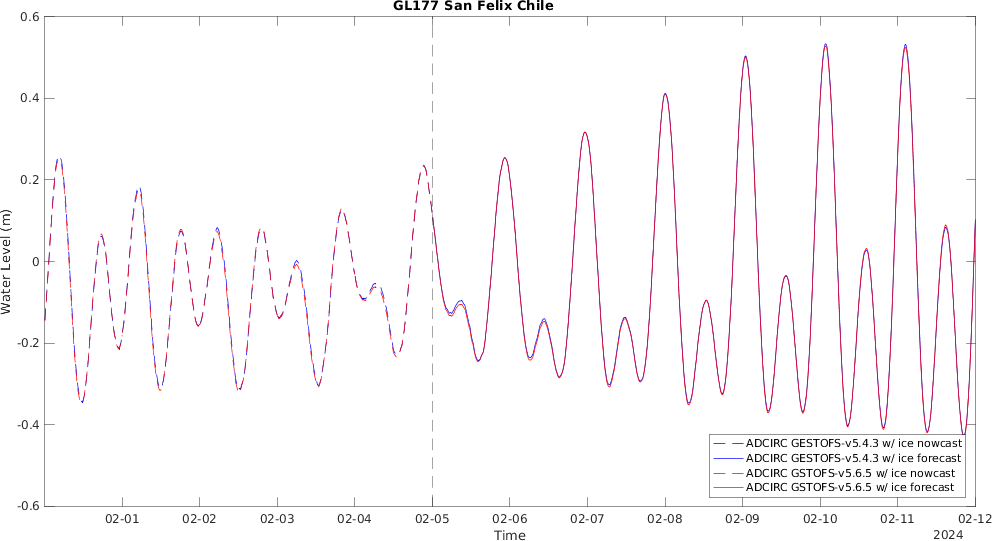 GL177 San Felix Chile
0.6
0.4
0.2
0
-0.2
-0.4
-0.6
Water Level (m)
ADCIRC GESTOFS-v5.4.3 w/ ice nowcast
ADCIRC GESTOFS-v5.4.3 w/ ice forecast
ADCIRC GSTOFS-v5.6.5 w/ ice nowcast
ADCIRC GSTOFS-v5.6.5 w/ ice forecast
02-01 02-02 02-03 02-04 02-05 02-06 02-07 02-08 02-09 02-10 02-11 02-12
Time
2024